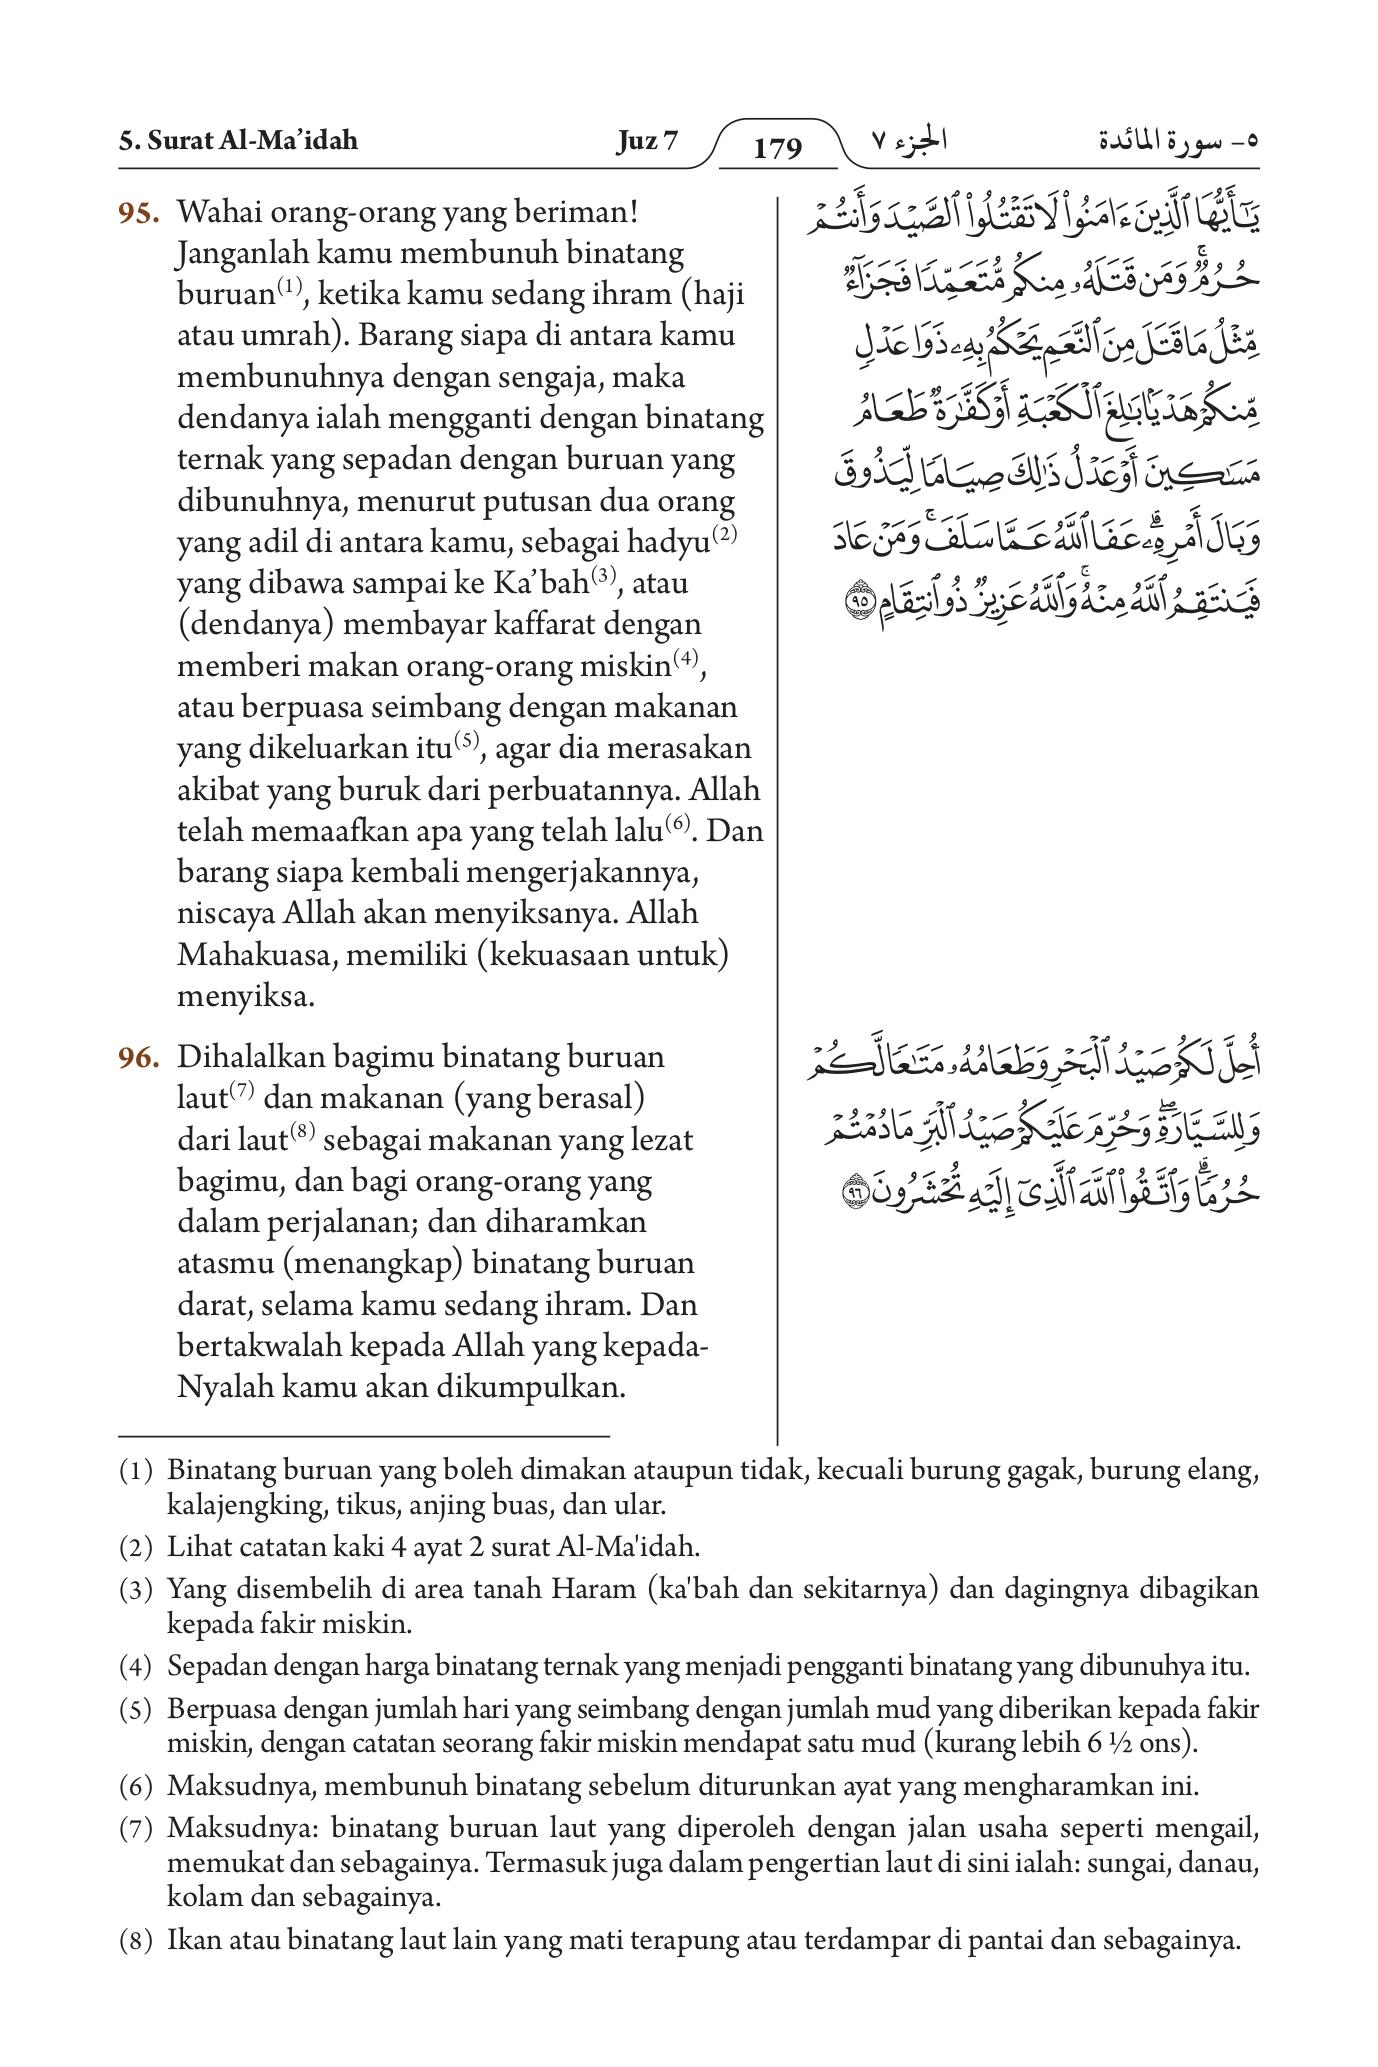 5. Surat Al-Ma’idah
Juz 7
179
الجزء ٧
٥- سورة المائدة
95. Wahai orang-orang yang beriman!
Janganlah kamu membunuh binatang
buruan(1), ketika kamu sedang ihram (haji
atau umrah). Barang siapa di antara kamu
membunuhnya dengan sengaja, maka
dendanya ialah mengganti dengan binatang
ternak yang sepadan dengan buruan yang
dibunuhnya, menurut putusan dua orang
yang adil di antara kamu, sebagai hadyu(2)
yang dibawa sampai ke Ka’bah(3), atau
(dendanya) membayar kaffarat dengan
memberi makan orang-orang miskin(4),
atau berpuasa seimbang dengan makanan
yang dikeluarkan itu(5), agar dia merasakan
akibat yang buruk dari perbuatannya. Allah
telah memaafkan apa yang telah lalu(6). Dan
barang siapa kembali mengerjakannya,
niscaya Allah akan menyiksanya. Allah
Mahakuasa, memiliki (kekuasaan untuk)
menyiksa.
يَـٰٓأَيُّهَا ٱلَّذِينَ ءَامَنُوا۟ لَا تَقْتُلُوا۟ ٱلصَّيْدَ وَأَنتُمْ
حُرُمٌۚ وَمَن قَتَلَهُۥ مِنكُم مُّتَعَمِّدًا فَجَزَآءٌ
مِّثْلُ مَا قَتَلَ مِنَ ٱلنَّعَمِ يَحْكُمُ بِهِۦ ذَوَا عَدْلٍ
مِّنكُمْ هَدْيًۢا بَـٰلِغَ ٱلْكَعْبَةِ أَوْ كَفَّـٰرَةٌ طَعَامُ
مَسَـٰكِينَ أَوْ عَدْلُ ذَٰلِكَ صِيَامًا لِّيَذُوقَ
وَبَالَ أَمْرِهِۦۗ عَفَا ٱللَّهُ عَمَّا سَلَفَۚ وَمَنْ عَادَ
فَيَنتَقِمُ ٱللَّهُ مِنْهُۚ وَٱللَّهُ عَزِيزٌ ذُو ٱنتِقَامٍ ٩٥
96. Dihalalkan bagimu binatang buruan
laut(7) dan makanan (yang berasal)
dari laut(8) sebagai makanan yang lezat
bagimu, dan bagi orang-orang yang
dalam perjalanan; dan diharamkan
atasmu (menangkap) binatang buruan
darat, selama kamu sedang ihram. Dan
bertakwalah kepada Allah yang kepada-
Nyalah kamu akan dikumpulkan.
أُحِلَّ لَكُمْ صَيْدُ ٱلْبَحْرِ وَطَعَامُهُۥ مَتَـٰعًا لَّكُمْ
وَلِلسَّيَّارَةِۖ وَحُرِّمَ عَلَيْكُمْ صَيْدُ ٱلْبَرِّ مَا دُمْتُمْ
حُرُمًاۗ وَٱتَّقُوا۟ ٱللَّهَ ٱلَّذِىٓ إِلَيْهِ تُحْشَرُونَ ٩٦
(1) Binatang buruan yang boleh dimakan ataupun tidak, kecuali burung gagak, burung elang,
kalajengking, tikus, anjing buas, dan ular.
(2) Lihat catatan kaki 4 ayat 2 surat Al-Ma'idah.
(3) Yang disembelih di area tanah Haram (ka'bah dan sekitarnya) dan dagingnya dibagikan
kepada fakir miskin.
(4) Sepadan dengan harga binatang ternak yang menjadi pengganti binatang yang dibunuhya itu.
(5) Berpuasa dengan jumlah hari yang seimbang dengan jumlah mud yang diberikan kepada fakir
miskin, dengan catatan seorang fakir miskin mendapat satu mud (kurang lebih 6 ½ ons).
(6) Maksudnya, membunuh binatang sebelum diturunkan ayat yang mengharamkan ini.
(7) Maksudnya: binatang buruan laut yang diperoleh dengan jalan usaha seperti mengail,
memukat dan sebagainya. Termasuk juga dalam pengertian laut di sini ialah: sungai, danau,
kolam dan sebagainya.
(8) Ikan atau binatang laut lain yang mati terapung atau terdampar di pantai dan sebagainya.